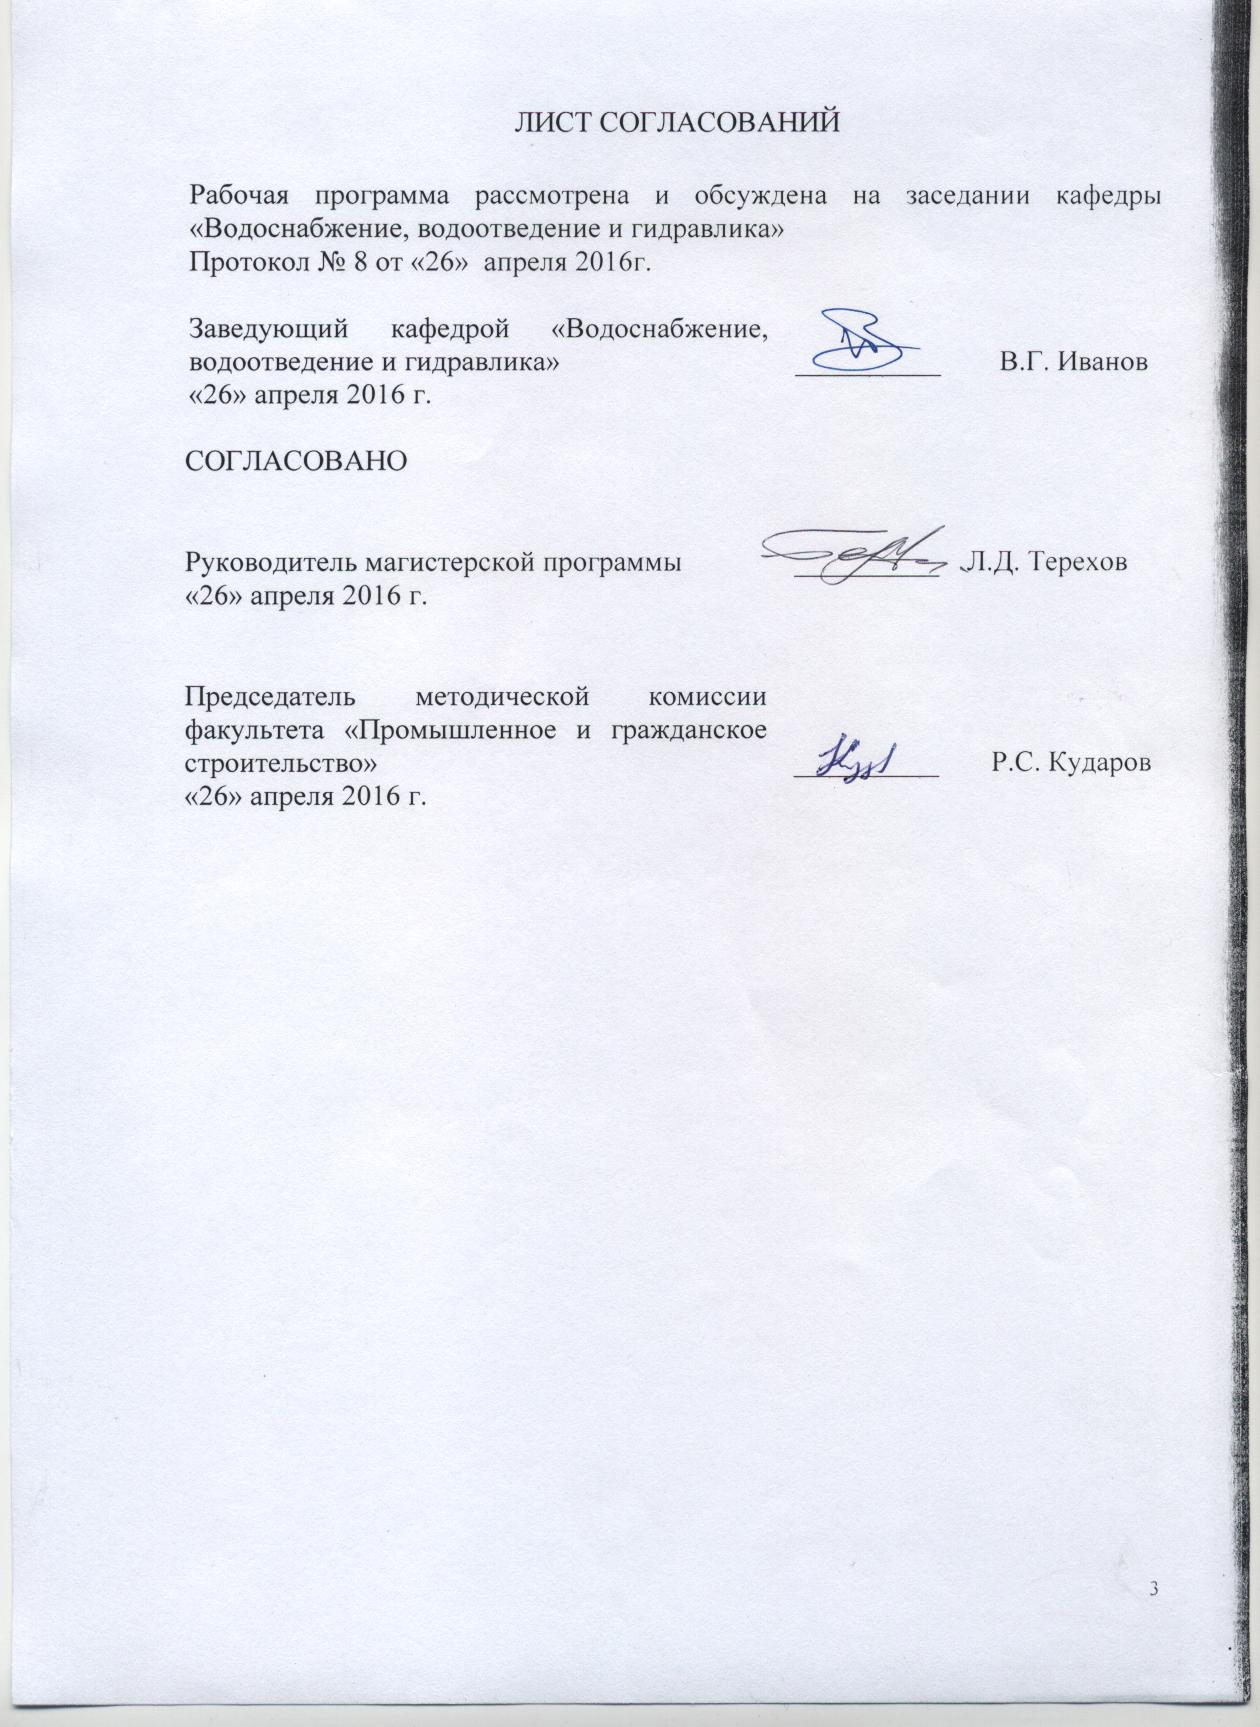 ЛИСТ СОГЛАСОВАНИЙ
Рабочая программа рассмотрена и обсуждена на заседании кафедры
«Водоснабжение, водоотведение и гидравлика»
Протокол № 8 от «26» апреля 2016г.
Заведующий кафедрой «Водоснабжение,
водоотведение и гидравлика» В.Г. Иванов
«26» апреля 2016 г.
СОГЛАСОВАНО
Руководитель магистерской программы Л.Д. Терехов
«26» апреля 2016 г.
Председатель методической комиссии
факультета «Промышленное и гражданское
строительство» Р.С. Кударов
«26» апреля 2016 г.
3